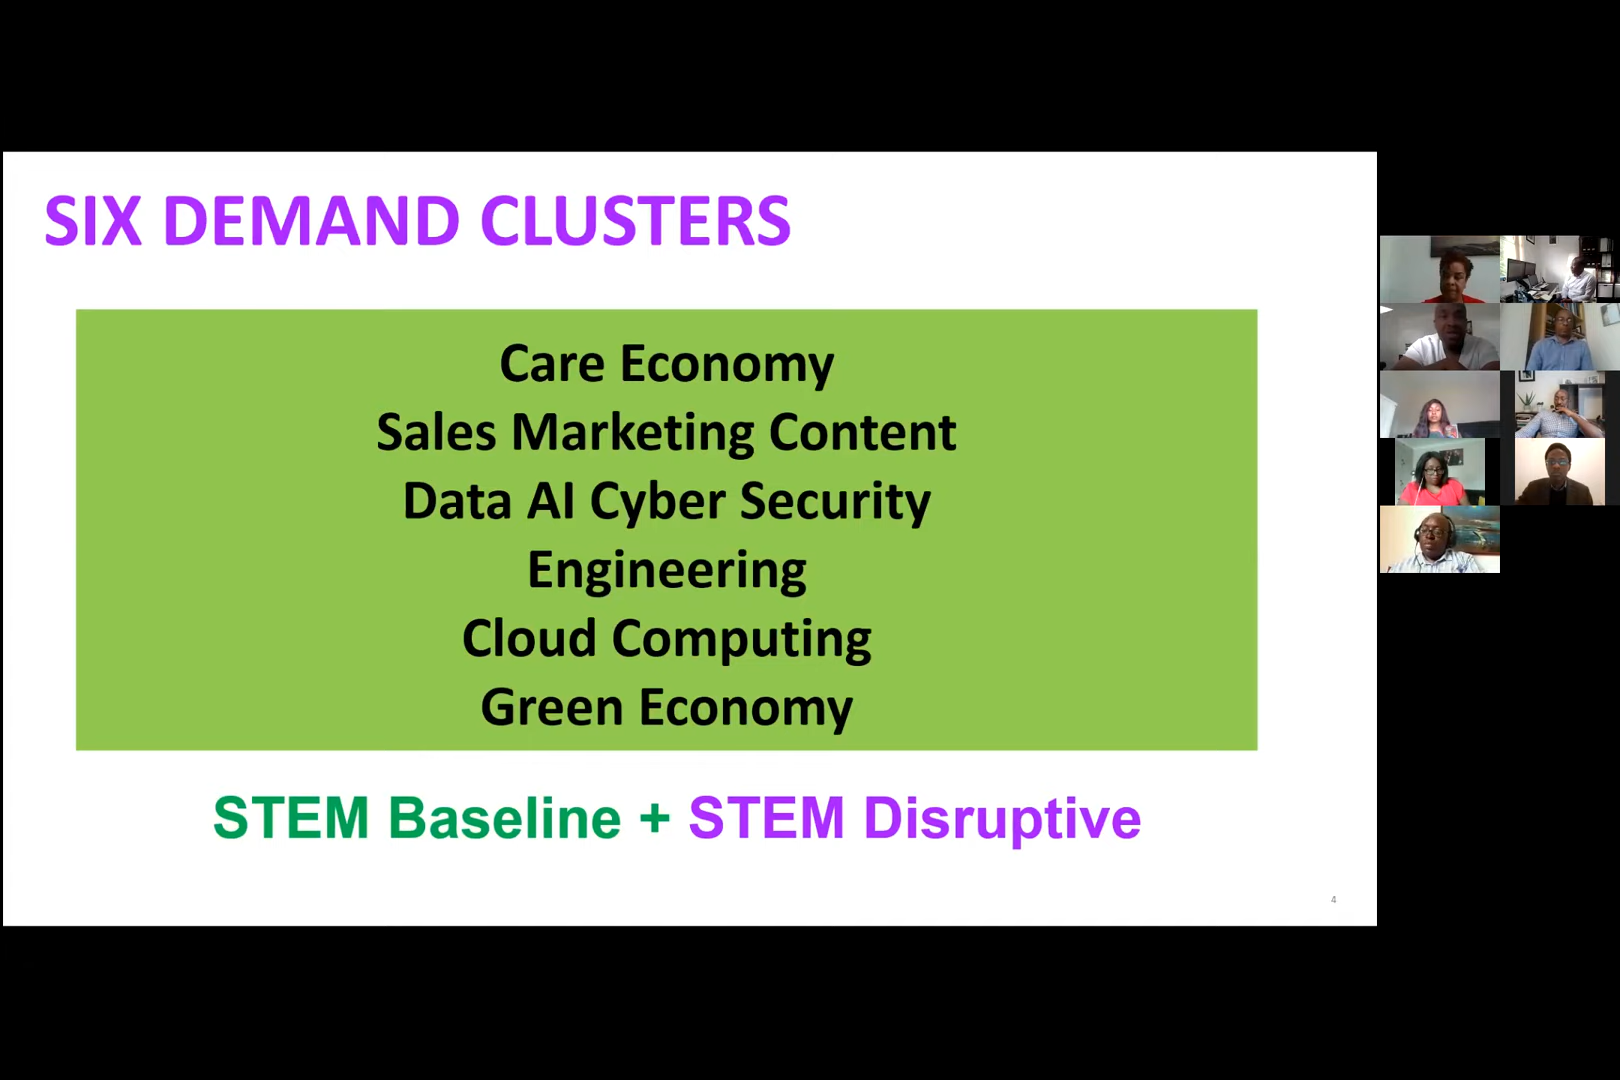 SIX DEMAND CLUSTERS
Care Economy
Sales Marketing Content
Data AI Cyber Security
Engineering
Cloud Computing
Green Economy
STEM Baseline + STEM Disruptive
4